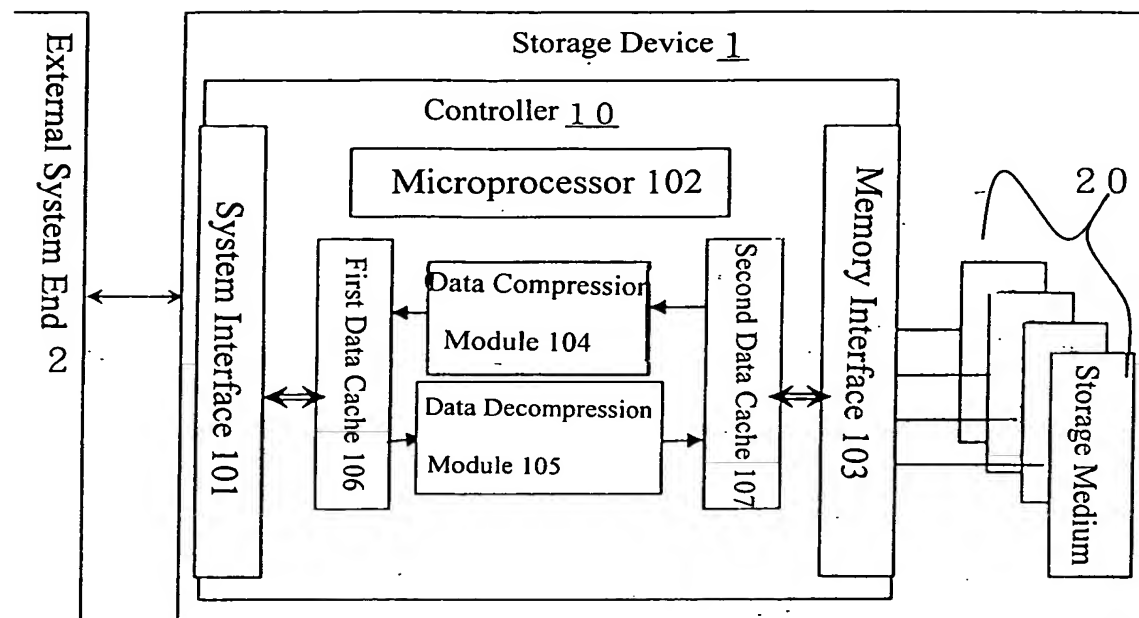 External System End 2
Storage Device 1
Controller 10
Microprocessor 102
System Interface 101
First Data Cache 106
Data Compression
Module 104
Data Decompression
Module 105
Second Data Cache 107
Memory Interface 103
20
Storage Medium